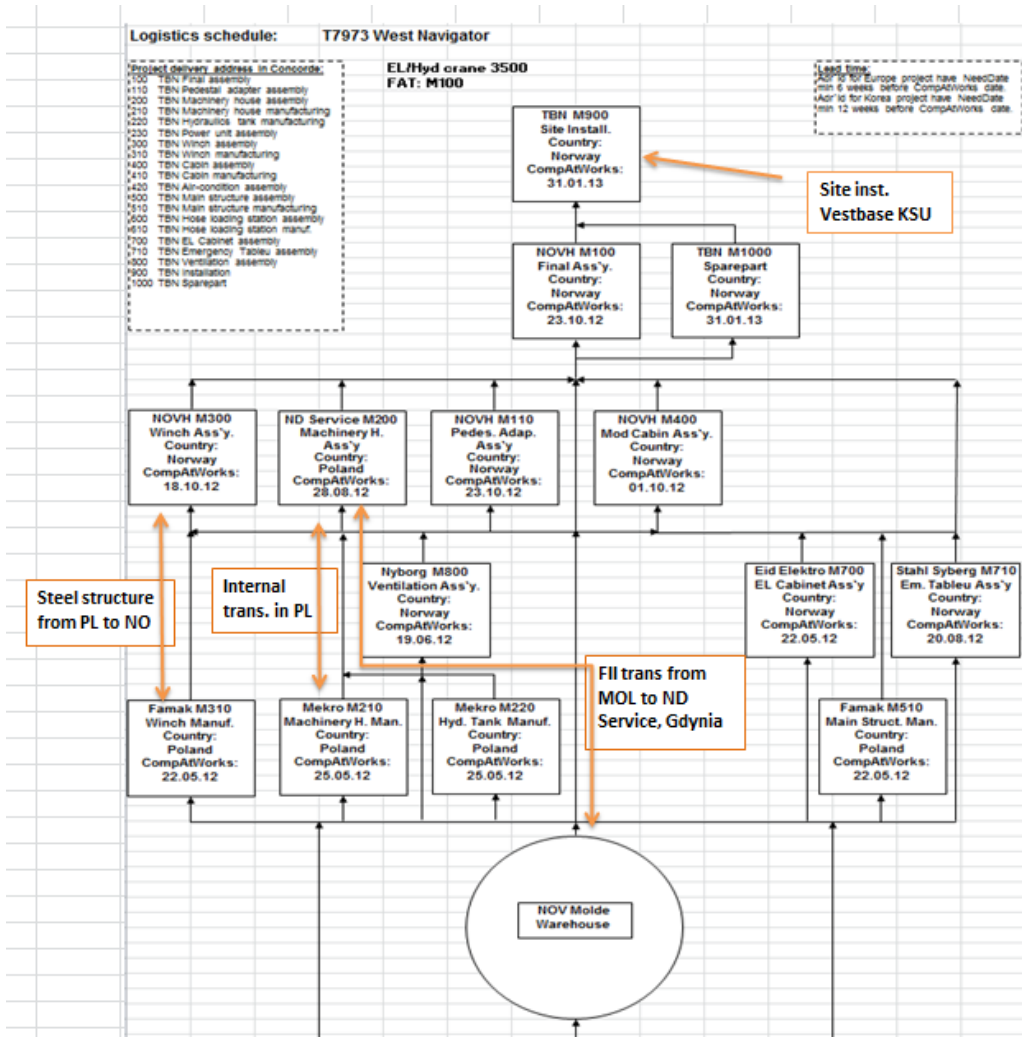 Logistics schedule: T7973 West Navigator
Project delivery address in Concorde:
100 TBN Final assembly
110 TBN Pedestal adapter assembly
200 TBN Machinery house assembly
210 TBN Machinery house manufacturing
220 TBN Hydraulics tank manufacturing
230 TBN Power unit assembly
300 TBN Winch assembly
310 TBN Winch manufacturing
400 TBN Cabin assembly
410 TBN Cabin manufacturing
420 TBN Air-condition assembly
500 TBN Main structure assembly
510 TBN Main structure manufacturing
600 TBN Hose loading station assembly
610 TBN Hose loading station manuf.
700 TBN EL Cabinet assembly
710 TBN Emergency Tableu assembly
800 TBN Ventilation assembly
900 TBN Installation
1000 TBN Sparepart
EL/Hyd crane 3500
FAT: M100
Lead time:
Adr id for Europe project have NeedDate
min 6 weeks before CompAtWorks date.
Adr id for Korea project have NeedDate
min 12 weeks before CompAtWorks date.
TBN M900
Site Install.
Country:
Norway
CompAtWorks:
31.01.13
Site inst.
Vestbase KSU
NOVH M100
Final Ass'y.
Country:
Norway
CompAtWorks:
23.10.12
TBN M1000
Sparepart
Country:
Norway
CompAtWorks:
31.01.13
NOVH M300
Winch Ass'y.
Country:
Norway
CompAtWorks:
18.10.12
ND Service M200
Machinery H.
Ass'y
Country:
Poland
CompAtWorks:
28.08.12
NOVH M110
Pedes. Adap.
Ass'y
Country:
Norway
CompAtWorks:
23.10.12
NOVH M400
Mod Cabin Ass'y.
Country:
Norway
CompAtWorks:
01.10.12
Steel structure
from PL to NO
Internal
trans. in PL
Nyborg M800
Ventilation Ass'y.
Country:
Norway
CompAtWorks:
19.06.12
Eid Elektro M700
EL Cabinet Ass'y
Country:
Norway
CompAtWorks:
22.05.12
Stahl Syberg M710
Em. Tableu Ass'y
Country:
Norway
CompAtWorks:
20.08.12
FII trans from
MOL to ND
Service, Gdynia
Famak M310
Winch Manuf.
Country:
Poland
CompAtWorks:
22.05.12
Mekro M210
Machinery H. Man.
Country:
Poland
CompAtWorks:
25.05.12
Mekro M220
Hyd. Tank Manuf.
Country:
Poland
CompAtWorks:
25.05.12
Famak M510
Main Struct. Man.
Country:
Poland
CompAtWorks:
22.05.12
NOV Molde
Warehouse